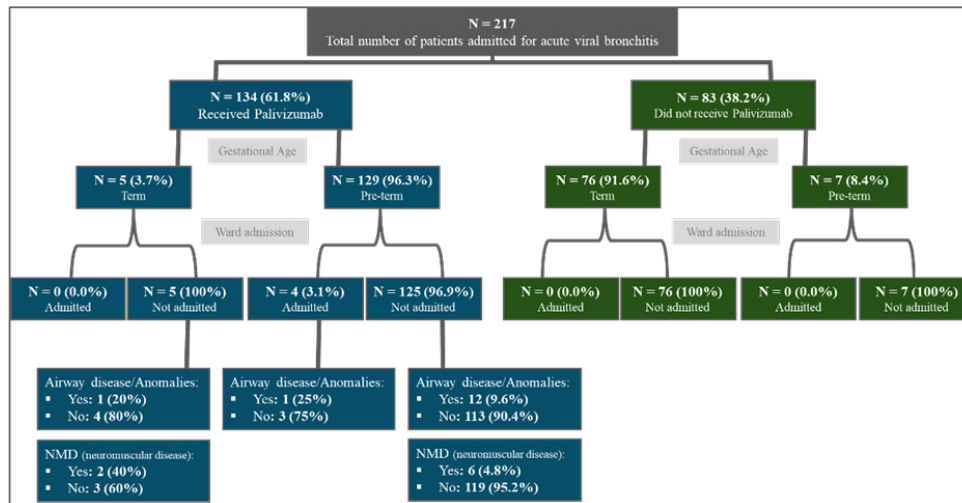 N = 217
Total number of patients admitted for acute viral bronchitis
N = 134 (61.8%)
Received Palivizumab
N = 83 (38.2%)
Did not receive Palivizumab
Gestational Age
Gestational Age
N = 5 (3.7%)
Term
N = 129 (96.3%)
Pre-term
N = 76 (91.6%)
Term
N = 7 (8.4%)
Pre-term
Ward admission
Ward admission
N = 0 (0.0%)
Admitted
N = 5 (100%)
Not admitted
N = 4 (3.1%)
Admitted
N = 125 (96.9%)
Not admitted
N = 0 (0.0%)
Admitted
N = 76 (100%)
Not admitted
N = 0 (0.0%)
Admitted
N = 7 (100%)
Not admitted
Airway disease/Anomalies:
▪ Yes: 1 (20%)
▪ No: 4 (80%)
Airway disease/Anomalies:
▪ Yes: 1 (25%)
▪ No: 3 (75%)
Airway disease/Anomalies:
▪ Yes: 12 (9.6%)
▪ No: 113 (90.4%)
NMD (neuromuscular disease):
▪ Yes: 2 (40%)
▪ No: 3 (60%)
NMD (neuromuscular disease):
▪ Yes: 6 (4.8%)
▪ No: 119 (95.2%)